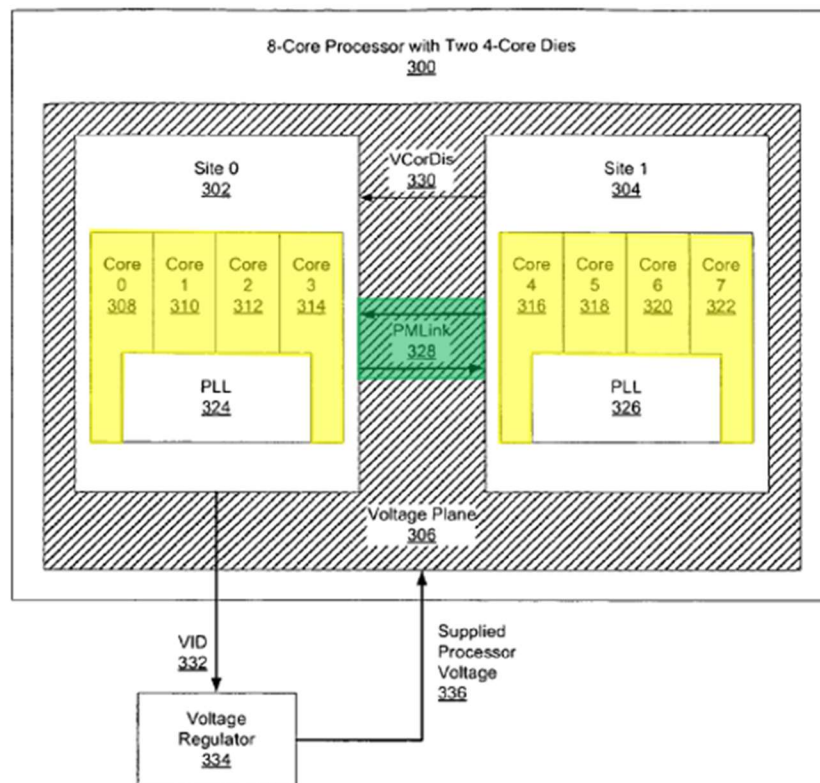 8-Core Processor with Two 4-Core Dies
300
Site 0
302
VCorDis
330
Site 1
304
Core
0
308
Core
1
310
Core
2
312
Core
3
314
PMLink
328
Core
4
316
Core
5
318
Core
6
320
Core
7
322
PLL
324
PLL
326
Voltage Plane
306
VID
332
Supplied
Processor
Voltage
336
Voltage
Regulator
334